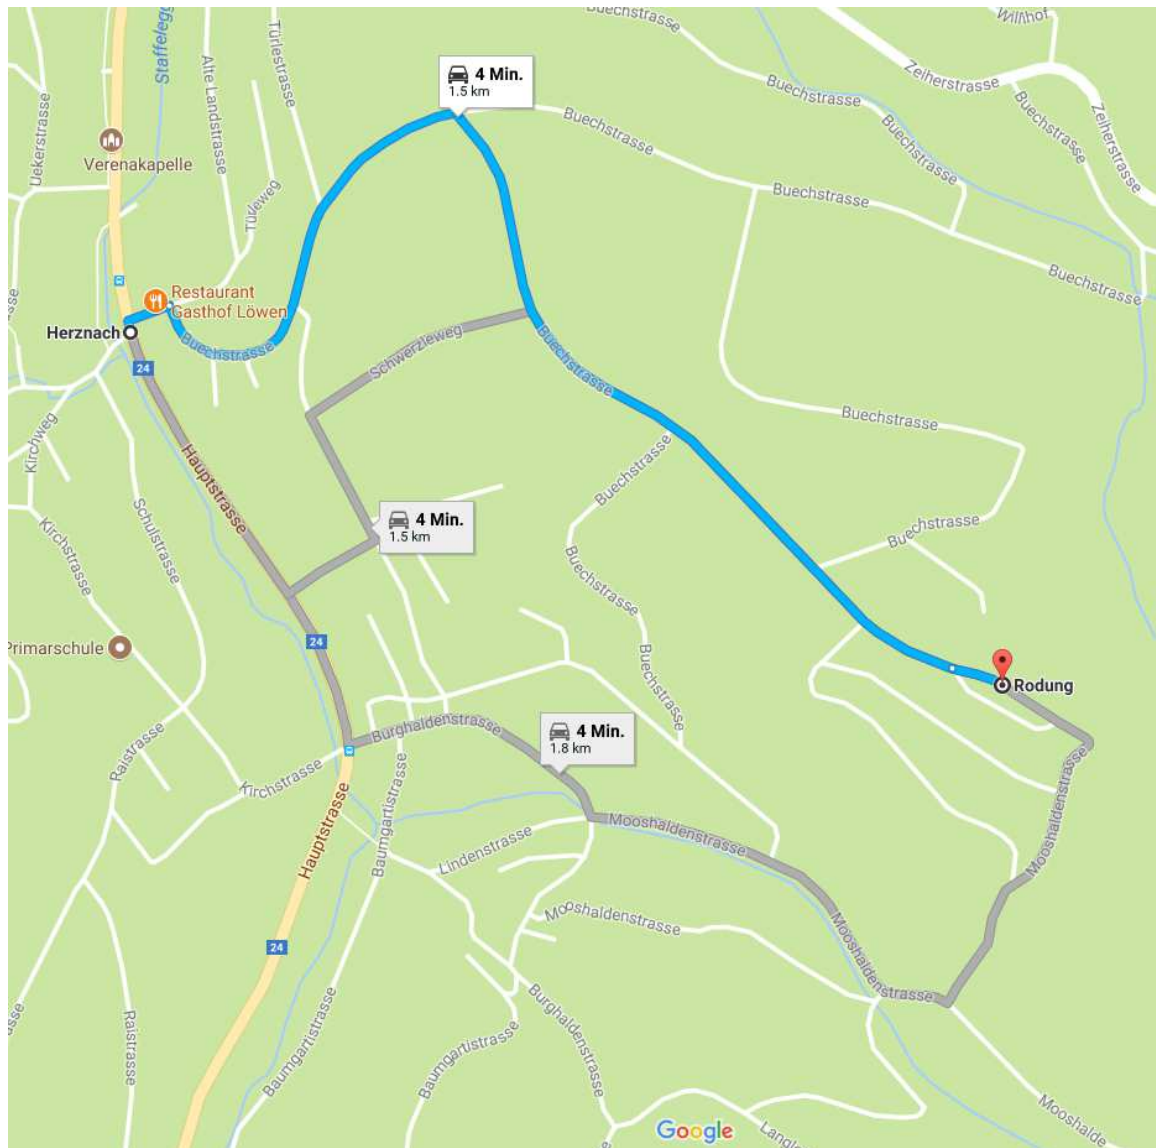 Buechstrasse
Willihof
Zeiherstrasse
Türlestrasse
Staffelegg
Alte Landstrasse
4 Min.
1.5 km
Buechstrasse
Buechstrasse
Buechstrasse
Buechstrasse
Zeiherstrasse
Uekerstrasse
Verenakapelle
Buechstrasse
Türleweg
Buechstrasse
Restaurant
Gasthof Löwen
Herznach
Buechstrasse
Schwerzleweg
Buechstrasse
24
Kirchweg
Hauptstrasse
Buechstrasse
Buechstrasse
Schulstrasse
4 Min.
1.5 km
Buechstrasse
Kirchstrasse
Buechstrasse
24
Primarschule
Buechstrasse
Rodung
Raistrasse
Burghaldenstrasse
4 Min.
1.8 km
Kirchstrasse
Hauptstrasse
Baumgartistrasse
Mooshaldenstrasse
Mooshaldenstrasse
Lindenstrasse
Mooshaldenstrasse
Mooshaldenstrasse
24
Raistrasse
Baumgartistrasse
Baumgartistrasse
Burghaldenstrasse
Google
Mooshalde